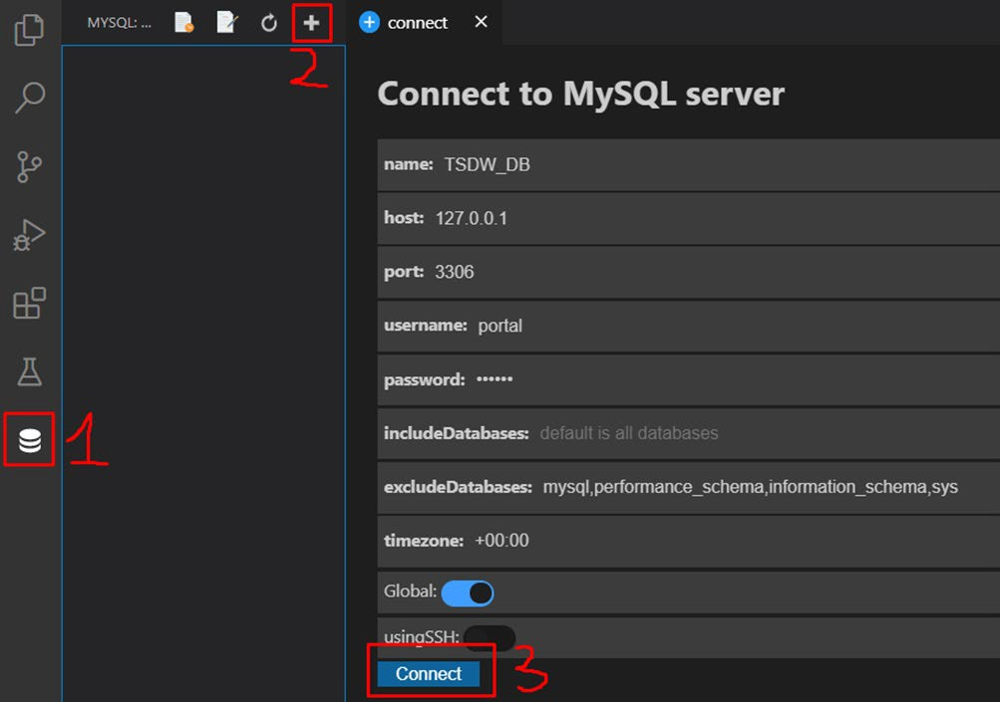 MYSQL: ...
connect
2
Connect to MySQL server
name: TSDW_DB
host: 127.0.0.1
port: 3306
username: portal
password: ••••••
includeDatabases: default is all databases
1
excludeDatabases: mysql,performance_schema,information_schema,sys
timezone: +00:00
Global:
usingSSH:
Connect
3